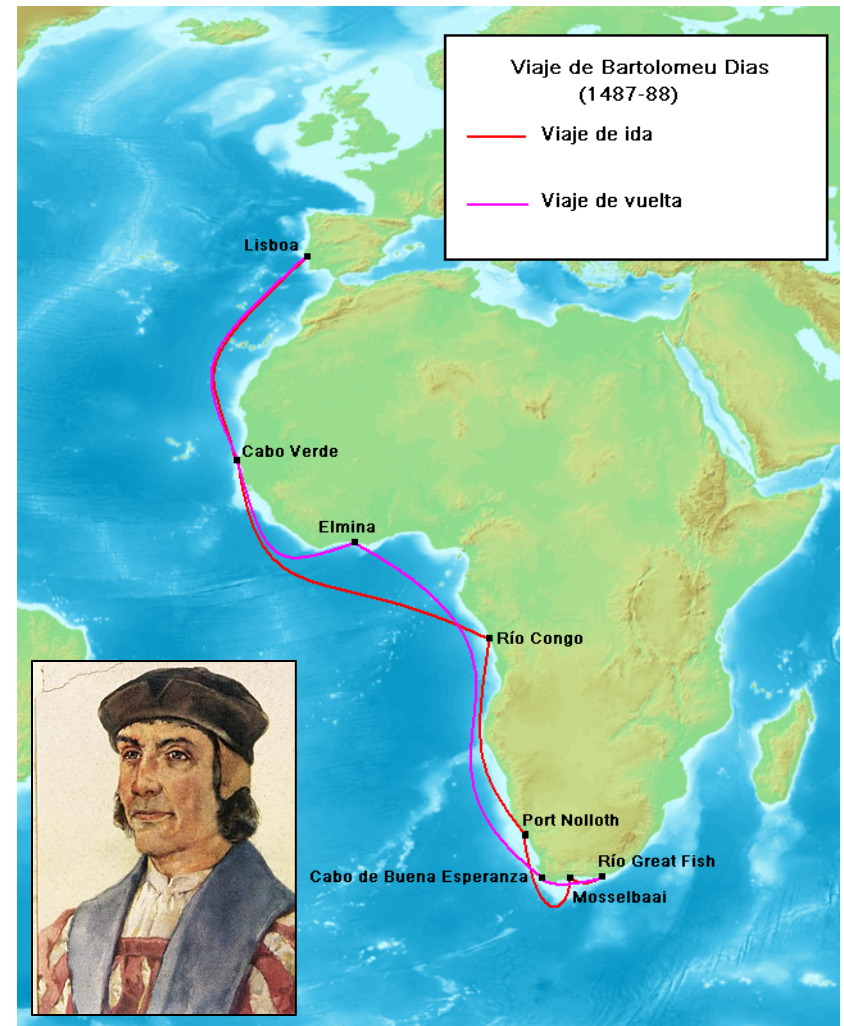 Viaje de Bartolomeu Dias
(1487-88)
Viaje de ida
Viaje de vuelta
Lisboa
Cabo Verde
Elmina
Río Congo
Port Nolloth
Río Great Fish
Cabo de Buena Esperanza
Mosselbaai